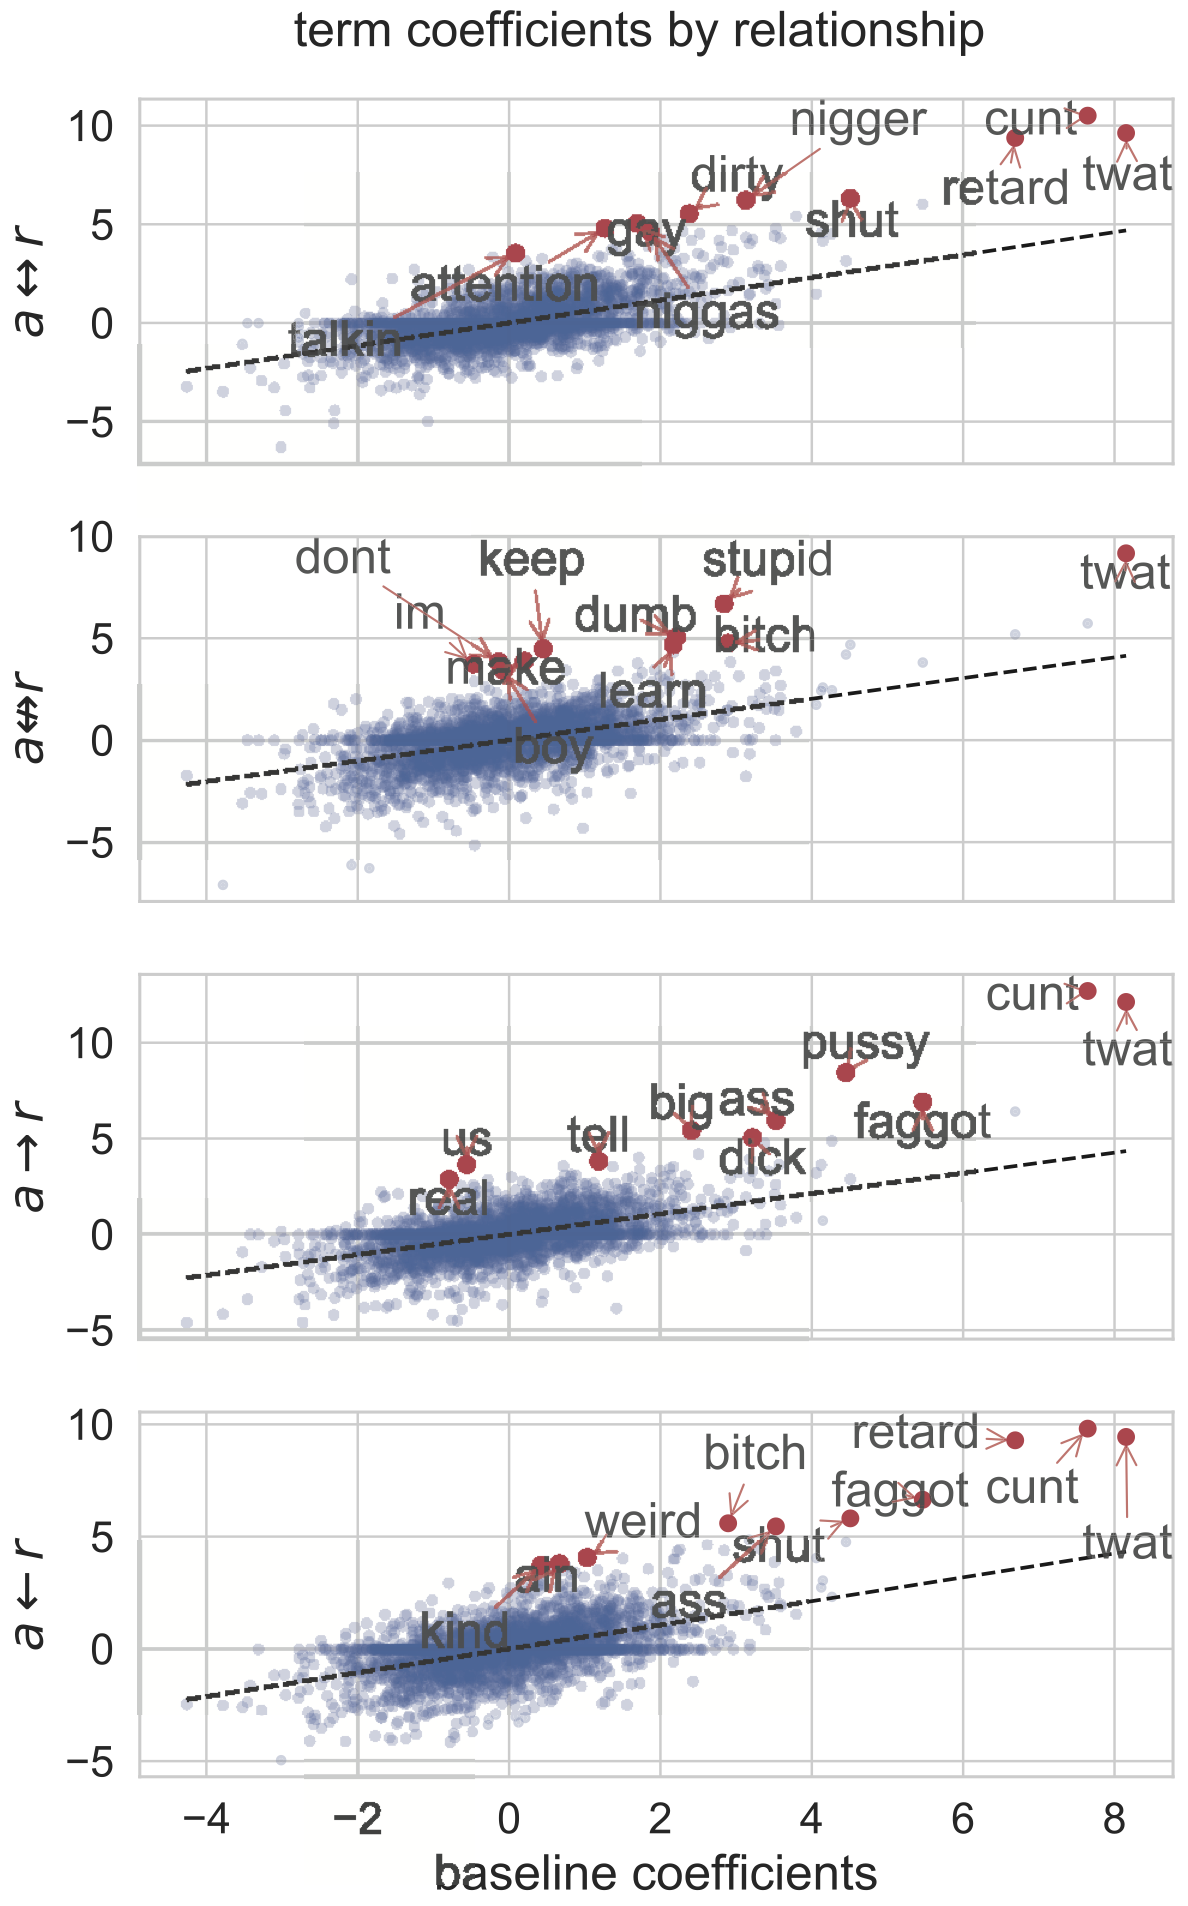 term coefficients by relationship
10
5
0
−5
a ↔ r
nigger
cunt
dirty
retard
twat
gay
shut
attention
niggas
talkin
10
5
0
−5
a ↮ r
dont
keep
stupid
im
dumb
bitch
twat
make
learn
boy
10
5
0
−5
a → r
cunt
pussy
twat
big
ass
us
tell
faggot
dick
real
10
5
0
−5
a ← r
retard
bitch
faggot
cunt
weird
shut
twat
ain
ass
kind
−4
−2
0
2
4
6
8
baseline coefficients